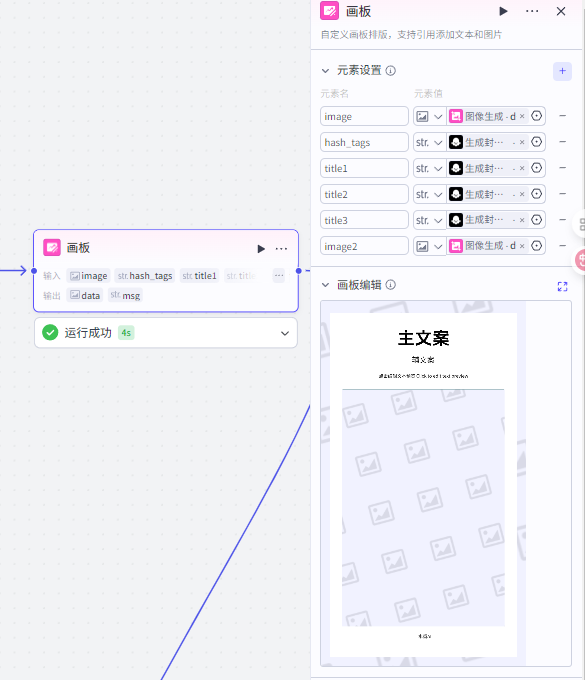 画板
自定义画板排版，支持引用添加文本和图片
元素设置
元素名 元素值
image 图像生成 · d ×
hash_tags str. 生成封··· · ×
title1 str. 生成封··· · ×
title2 str. 生成封··· · ×
title3 str. 生成封··· · ×
image2 图像生成 · d ×
画板编辑
主文案
辅文案
画板
输入 image str. hash_tags str. title1 str. title ···
输出 data str. msg
运行成功 4s